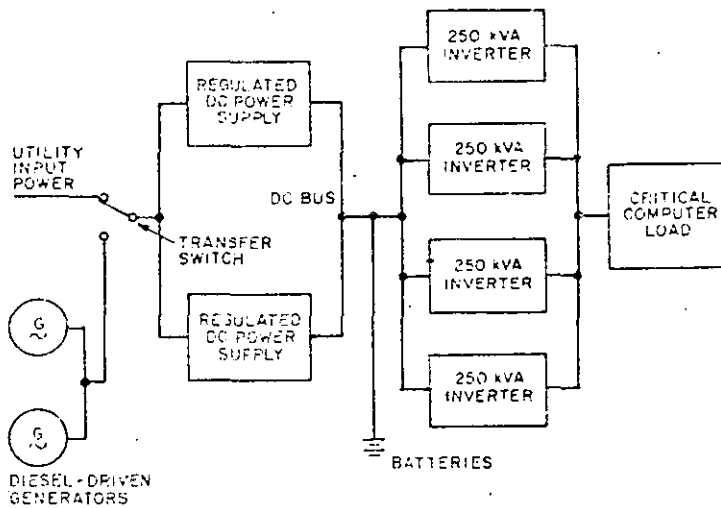 250 kVA
INVERTER
REGULATED
DC POWER
SUPPLY
UTILITY
INPUT
POWER
250 kVA
INVERTER
DC BUS
CRITICAL
COMPUTER
LOAD
TRANSFER
SWITCH
250 kVA
INVERTER
REGULATED
DC POWER
SUPPLY
G
250 kVA
INVERTER
G
BATTERIES
DIESEL-DRIVEN
GENERATORS